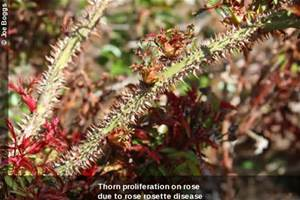 © Joe Boggs
Thorn proliferation on rose
due to rose rosette disease